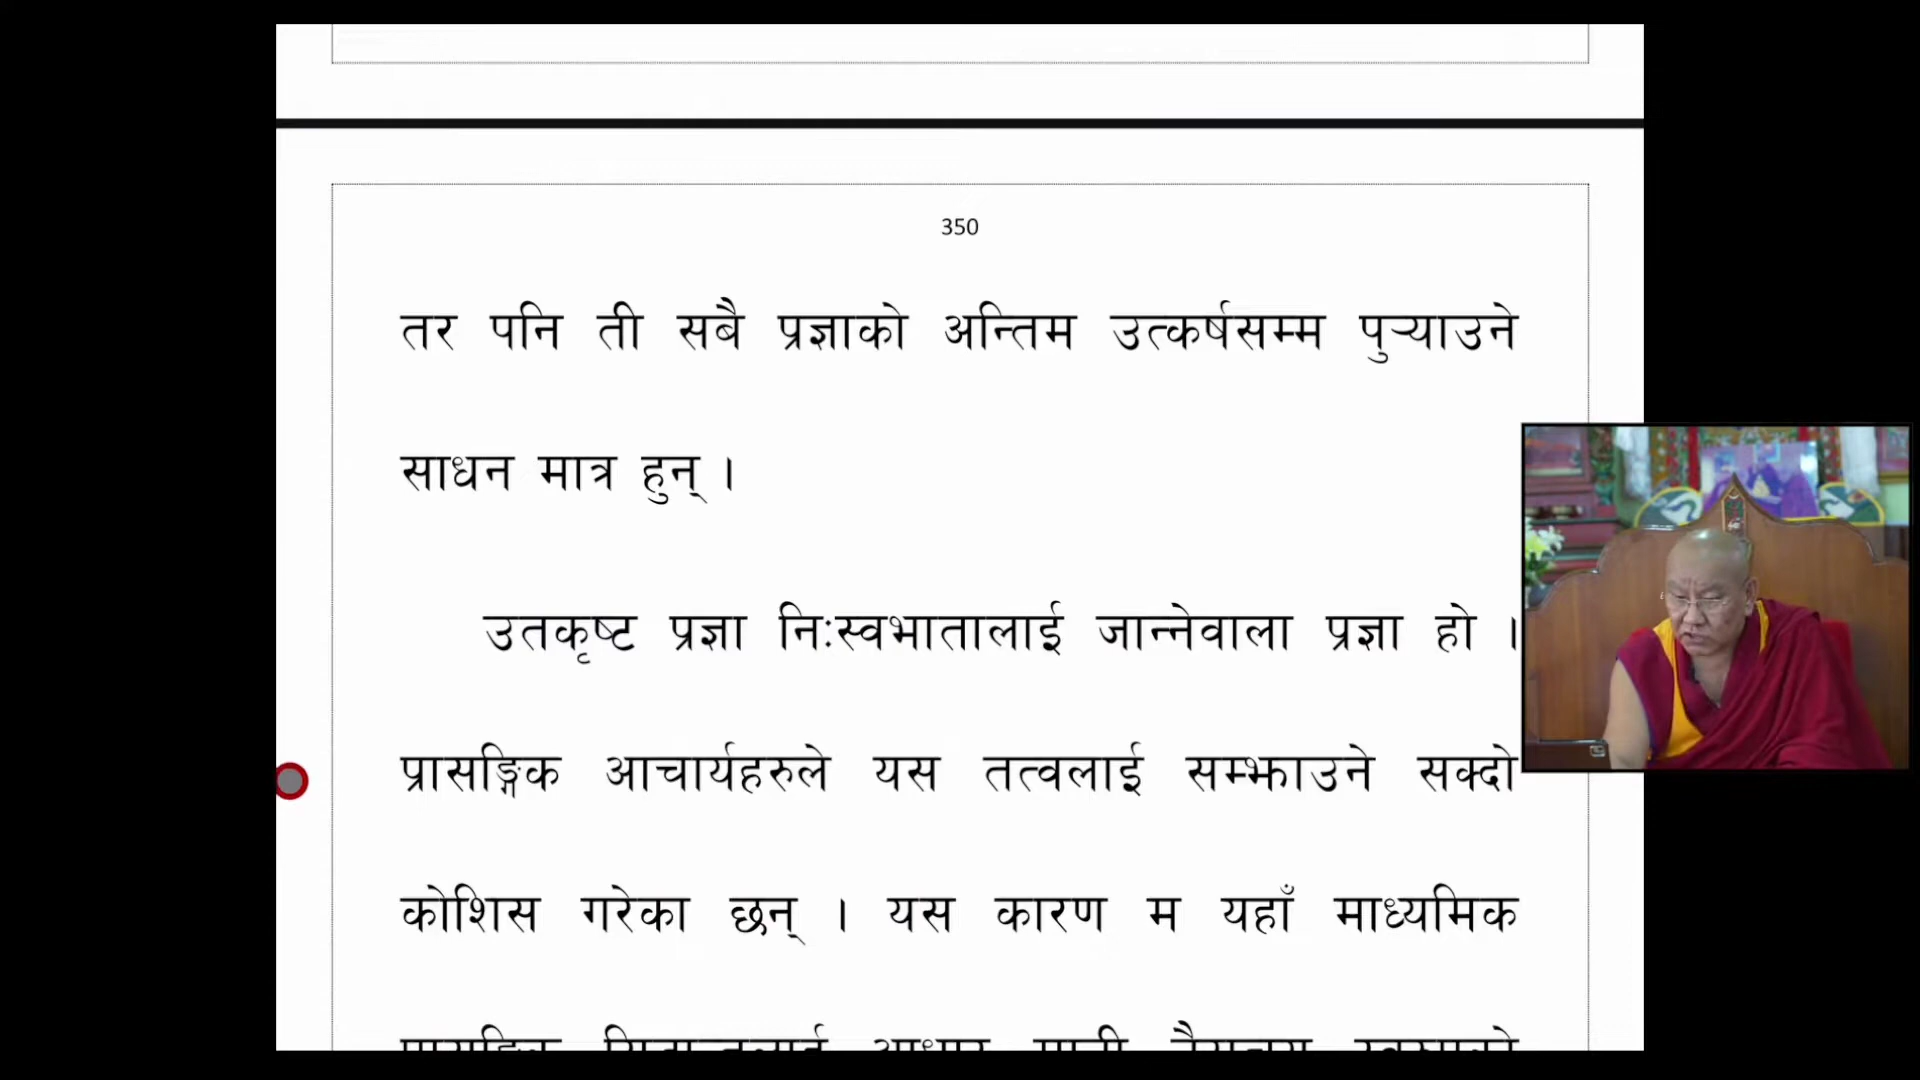 350
तर पनि ती सबै प्रज्ञाको अन्तिम उत्कर्षसम्म पुऱ्याउने
साधन मात्र हुन् ।
उतकृष्ट प्रज्ञा निःस्वभातालाई जान्नेवाला प्रज्ञा हो ।
प्रासङ्गिक आचार्यहरुले यस तत्वलाई सम्झाउने सक्दो
कोशिस गरेका छन् । यस कारण म यहाँ माध्यमिक